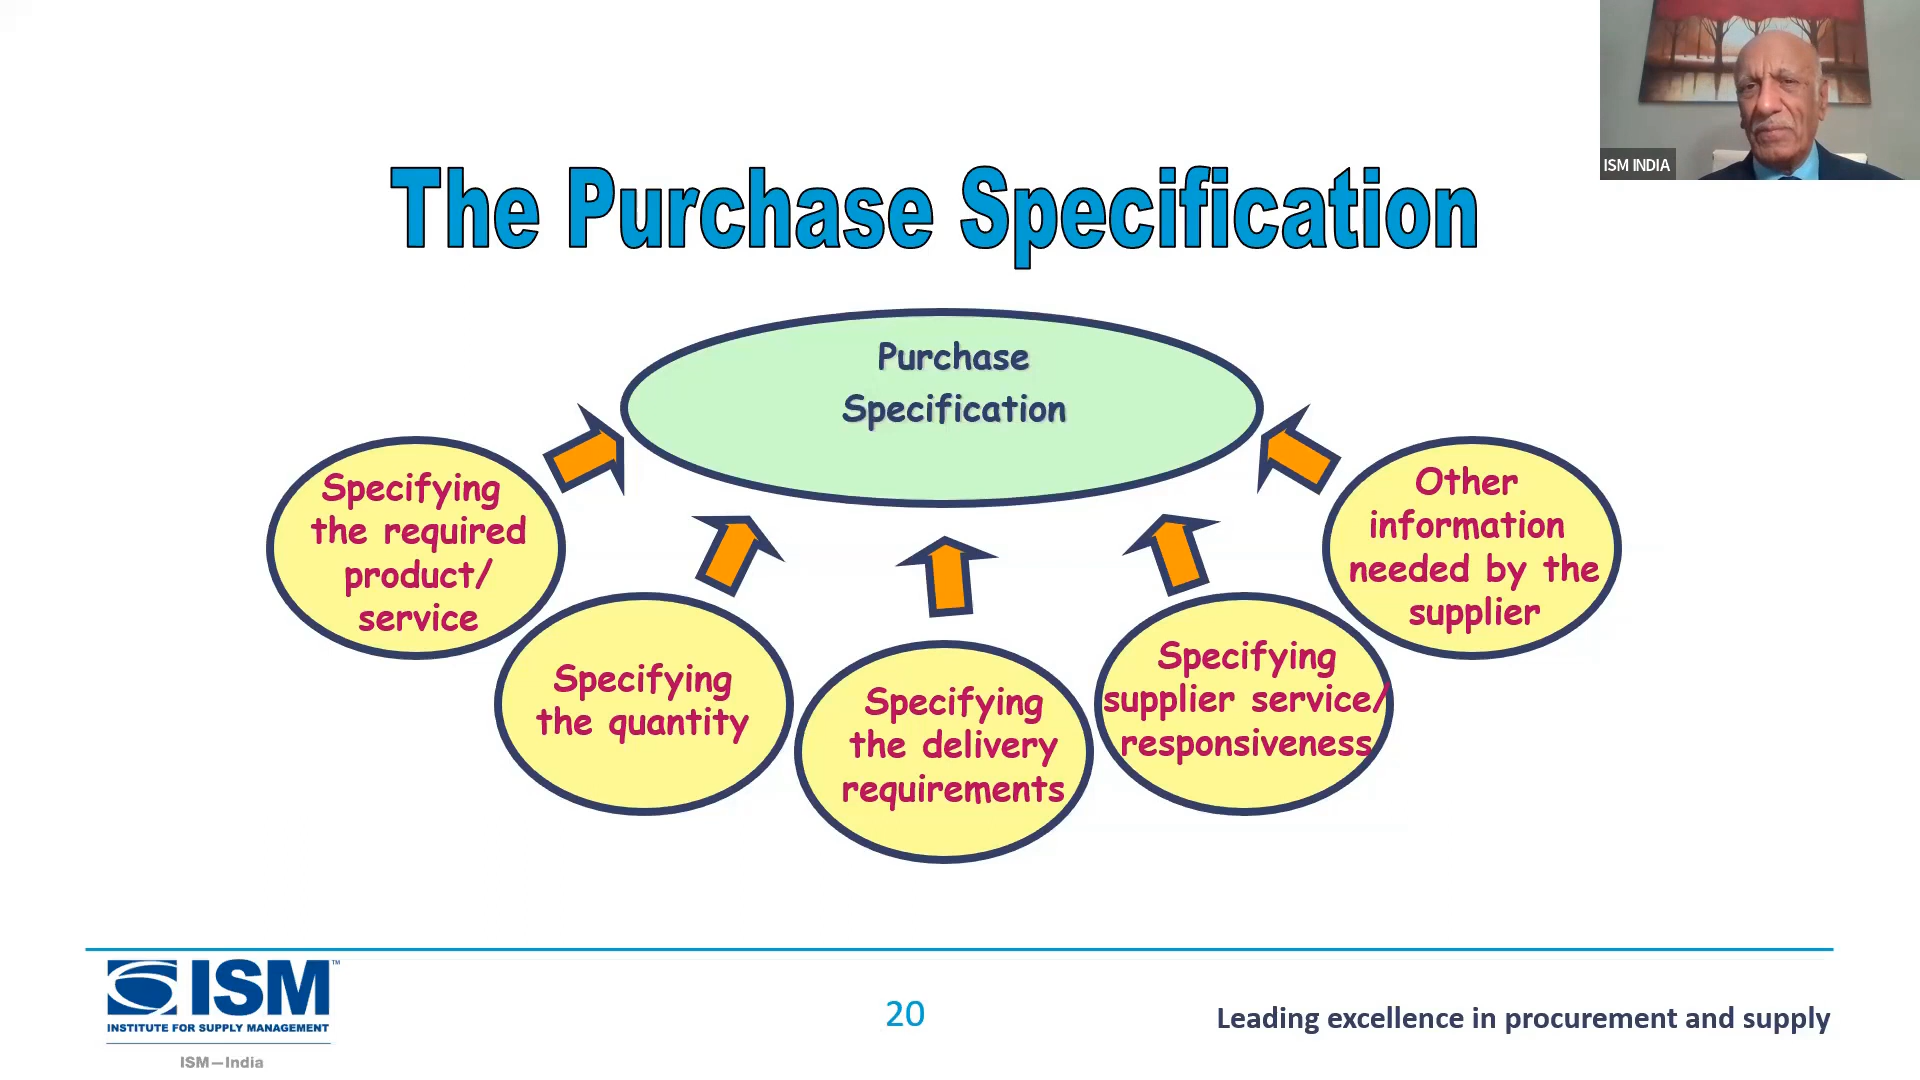 ISM INDIA
The Purchase Specification
Purchase
Specification
Specifying
the required
product/
service
Specifying
the quantity
Specifying
the delivery
requirements
Specifying
supplier service/
responsiveness
Other
information
needed by the
supplier
ISM™
INSTITUTE FOR SUPPLY MANAGEMENT
ISM—India
20
Leading excellence in procurement and supply